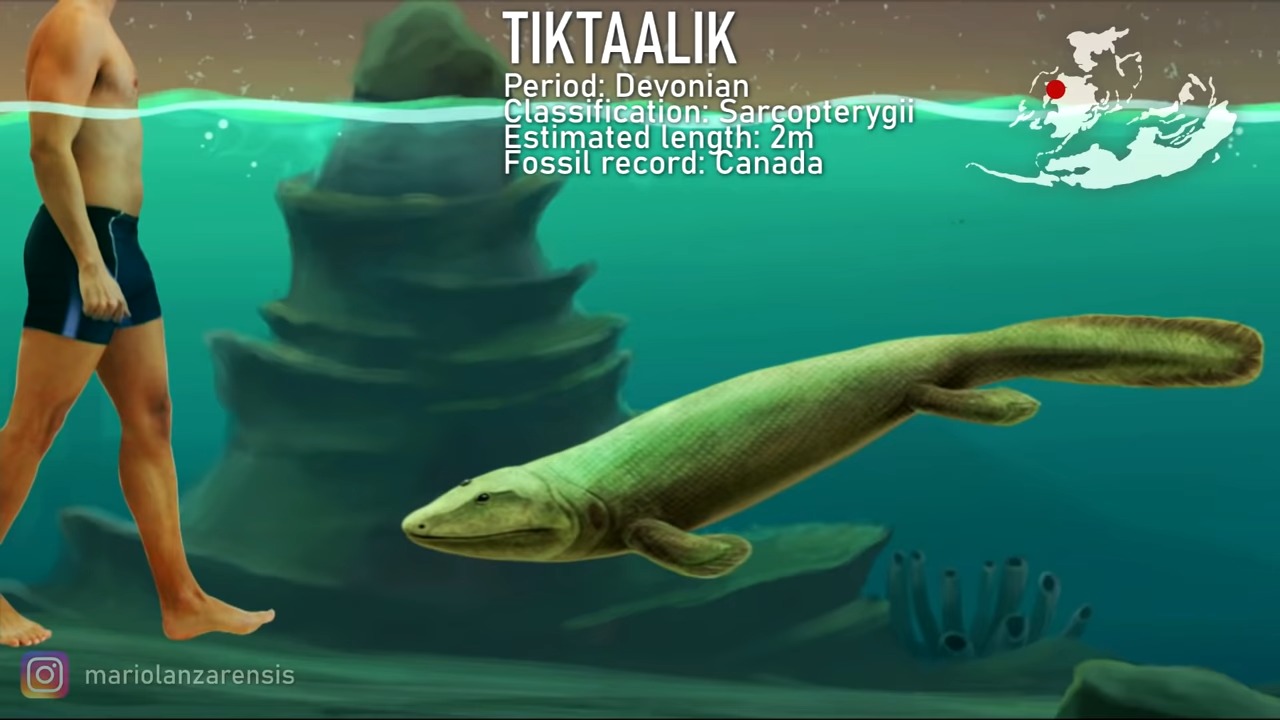 TIKTAALIK
Period: Devonian
Classification: Sarcopterygii
Estimated length: 2m
Fossil record: Canada
mariolanzarensis